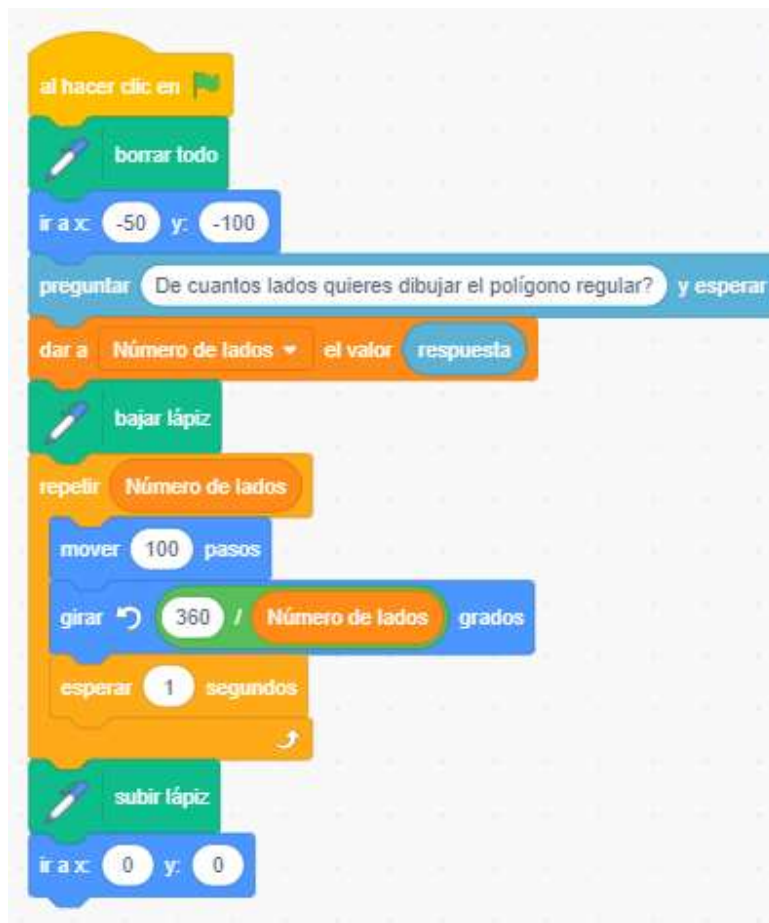 al hacer clic en
borrar todo
ir a x: -50 y: -100
preguntar De cuantos lados quieres dibujar el polígono regular? y esperar
dar a Número de lados el valor respuesta
bajar lápiz
repetir Número de lados
mover 100 pasos
girar 360 / Número de lados grados
esperar 1 segundos
subir lápiz
ir a x: 0 y: 0